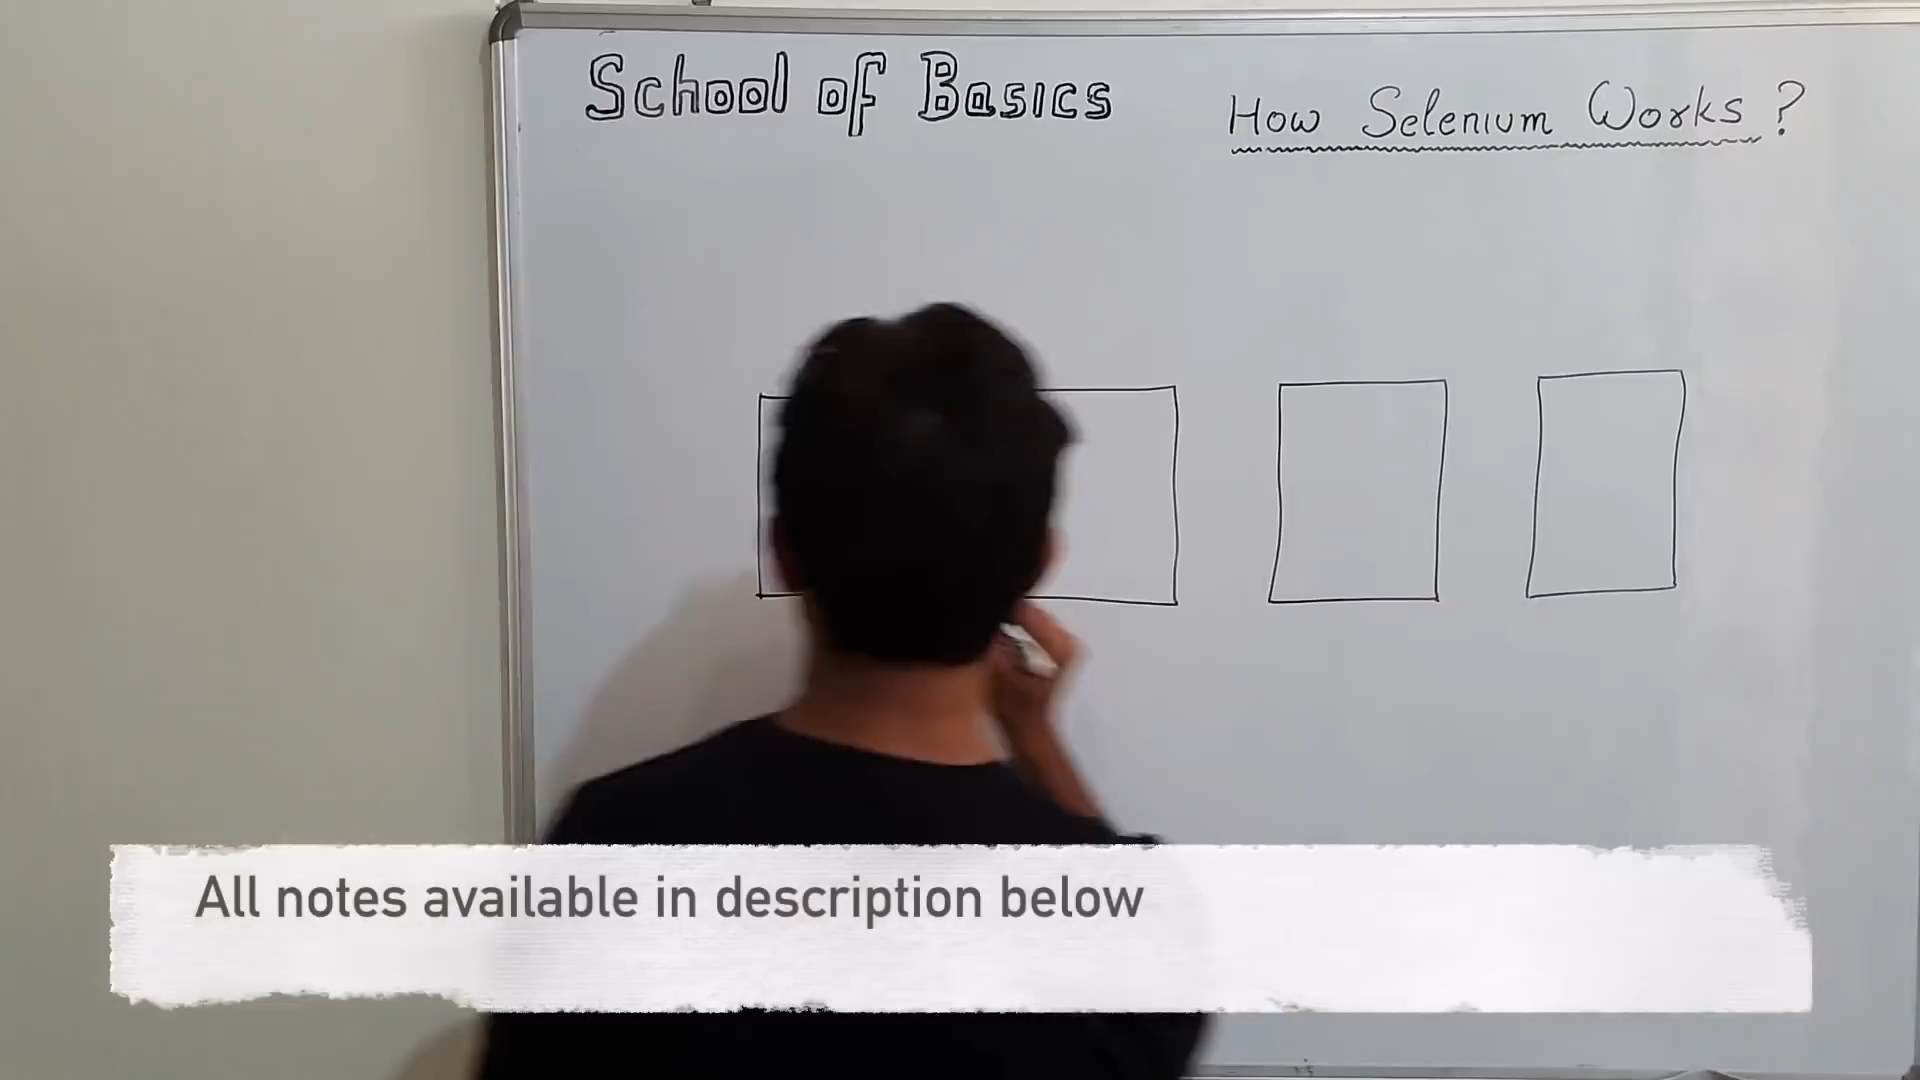 School of Basics
How Selenium Works ?
All notes available in description below